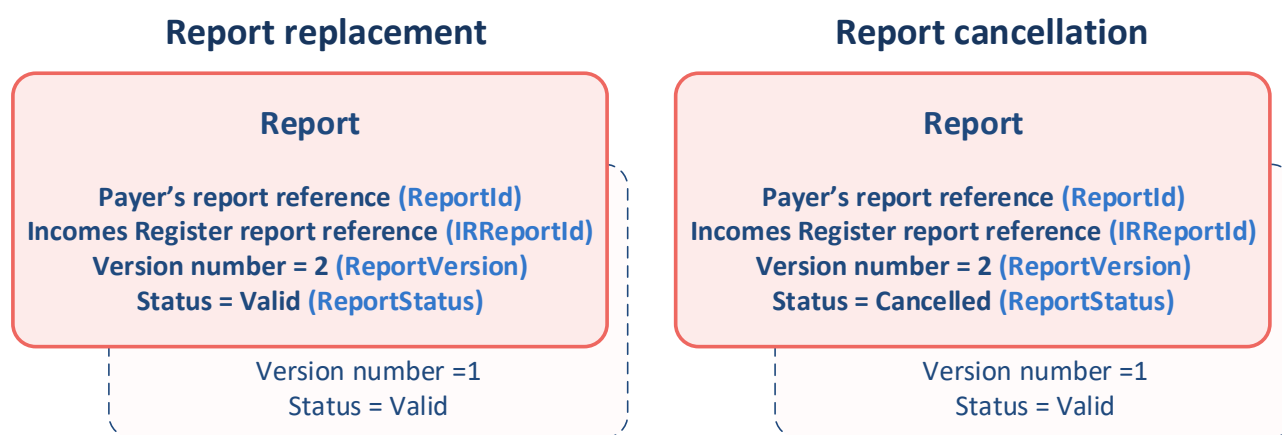 Report replacement
Report
Payer’s report reference (ReportId)
Incomes Register report reference (IRReportId)
Version number = 2 (ReportVersion)
Status = Valid (ReportStatus)
Version number =1
Status = Valid
Report cancellation
Report
Payer’s report reference (ReportId)
Incomes Register report reference (IRReportId)
Version number = 2 (ReportVersion)
Status = Cancelled (ReportStatus)
Version number =1
Status = Valid